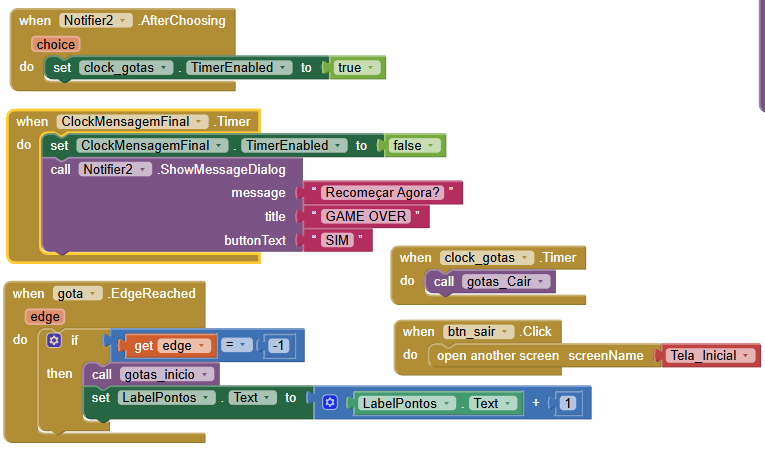 when Notifier2 .AfterChoosing
choice
do set clock_gotas . TimerEnabled to true
when ClockMensagemFinal .Timer
do set ClockMensagemFinal . TimerEnabled to false
call Notifier2 .ShowMessageDialog
message " Recomeçar Agora? "
title " GAME OVER "
buttonText " SIM "
when clock_gotas .Timer
do call gotas_Cair
when gota .EdgeReached
edge
do if get edge = -1
then call gotas_inicio
set LabelPontos . Text to LabelPontos . Text + 1
when btn_sair .Click
do open another screen screenName Tela_Inicial